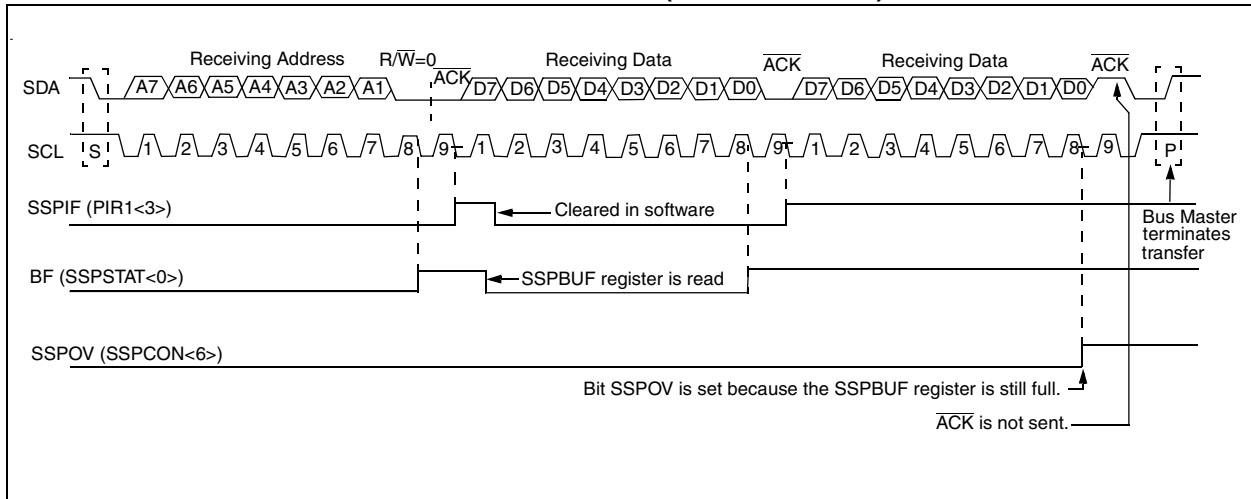 Receiving Address R/W̅=0 Receiving Data A̅C̅K̅ Receiving Data A̅C̅K̅
A̅C̅K̅
SDA A7 A6 A5 A4 A3 A2 A1 D7 D6 D5 D4 D3 D2 D1 D0 D7 D6 D5 D4 D3 D2 D1 D0
SCL S 1 2 3 4 5 6 7 8 9 1 2 3 4 5 6 7 8 9 1 2 3 4 5 6 7 8 9 P
SSPIF (PIR1<3>) Cleared in software
Bus Master
terminates
transfer
BF (SSPSTAT<0>) SSPBUF register is read
SSPOV (SSPCON<6>)
Bit SSPOV is set because the SSPBUF register is still full.
A̅C̅K̅ is not sent.